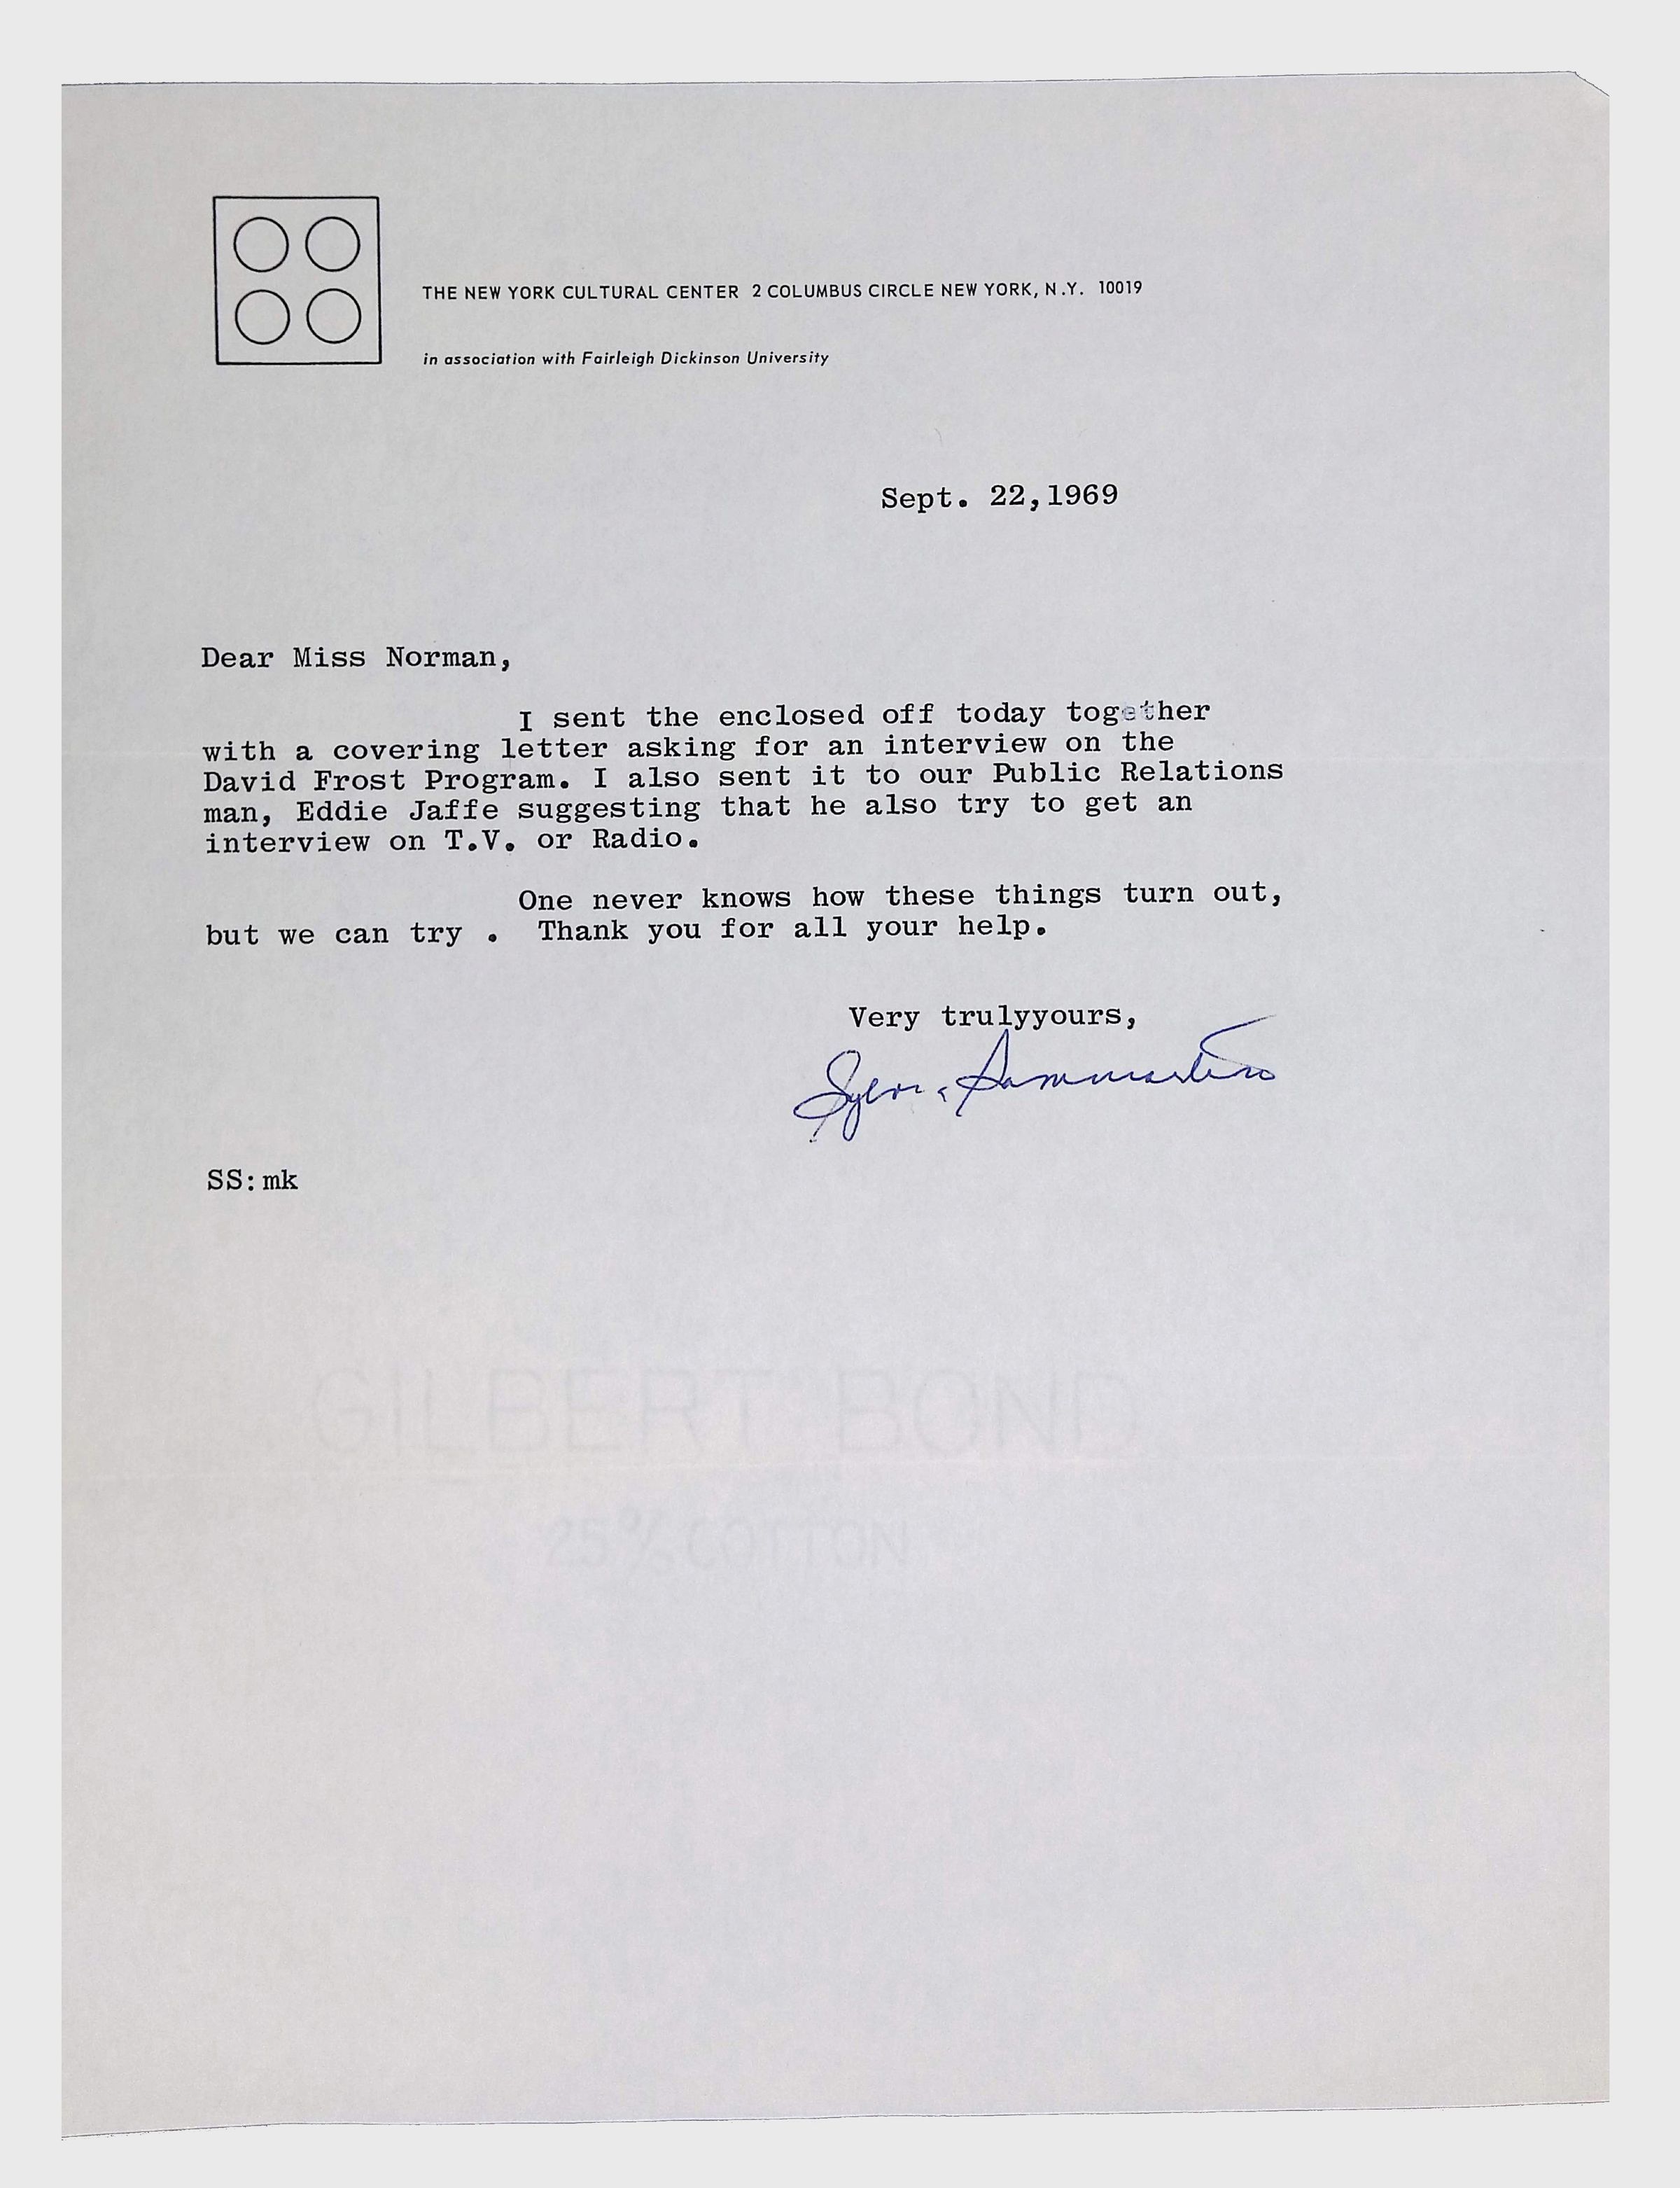 THE NEW YORK CULTURAL CENTER 2 COLUMBUS CIRCLE NEW YORK, N.Y. 10019
in association with Fairleigh Dickinson University
Sept. 22,1969
Dear Miss Norman,
I sent the enclosed off today together
with a covering letter asking for an interview on the
David Frost Program. I also sent it to our Public Relations
man, Eddie Jaffe suggesting that he also try to get an
interview on T.V. or Radio.
One never knows how these things turn out,
but we can try . Thank you for all your help.
Very trulyyours,
Sammartino
SS:mk
GILBERT BOND
25% COTTON